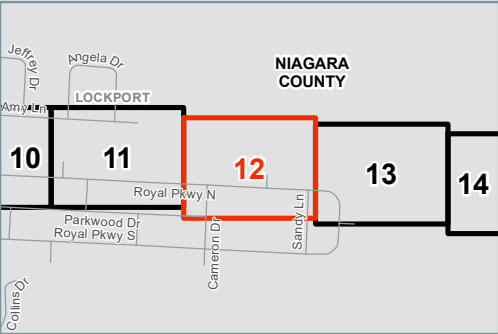 Jeffrey Dr
Angela Dr
NIAGARA
COUNTY
LOCKPORT
Amy Ln
10
11
12
13
14
Royal Pkwy N
Parkwood Dr
Royal Pkwy S
Cameron Dr
Sandy Ln
Collins Dr